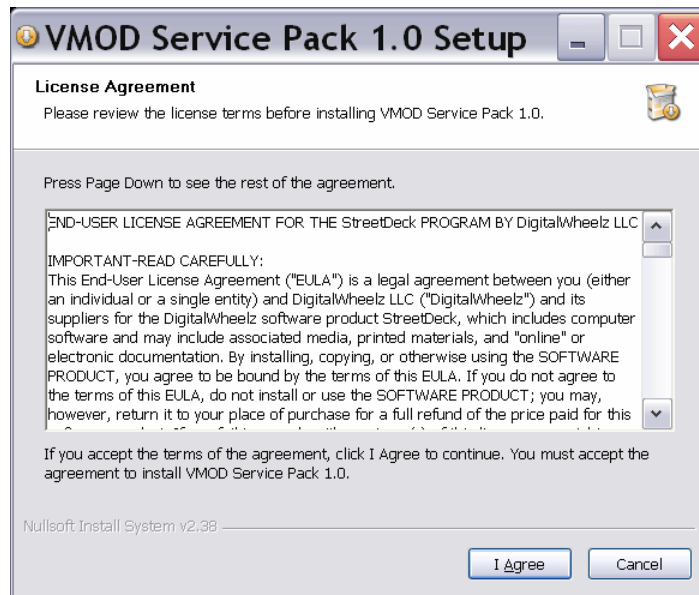 VMOD Service Pack 1.0 Setup
License Agreement
Please review the license terms before installing VMOD Service Pack 1.0.
Press Page Down to see the rest of the agreement.
END-USER LICENSE AGREEMENT FOR THE StreetDeck PROGRAM BY DigitalWheelz LLC
IMPORTANT-READ CAREFULLY:
This End-User License Agreement ("EULA") is a legal agreement between you (either
an individual or a single entity) and DigitalWheelz LLC ("DigitalWheelz") and its
suppliers for the DigitalWheelz software product StreetDeck, which includes computer
software and may include associated media, printed materials, and "online" or
electronic documentation. By installing, copying, or otherwise using the SOFTWARE
PRODUCT, you agree to be bound by the terms of this EULA. If you do not agree to
the terms of this EULA, do not install or use the SOFTWARE PRODUCT; you may,
however, return it to your place of purchase for a full refund of the price paid for this
If you accept the terms of the agreement, click I Agree to continue. You must accept the
agreement to install VMOD Service Pack 1.0.
Nullsoft Install System v2.38
I Agree
Cancel